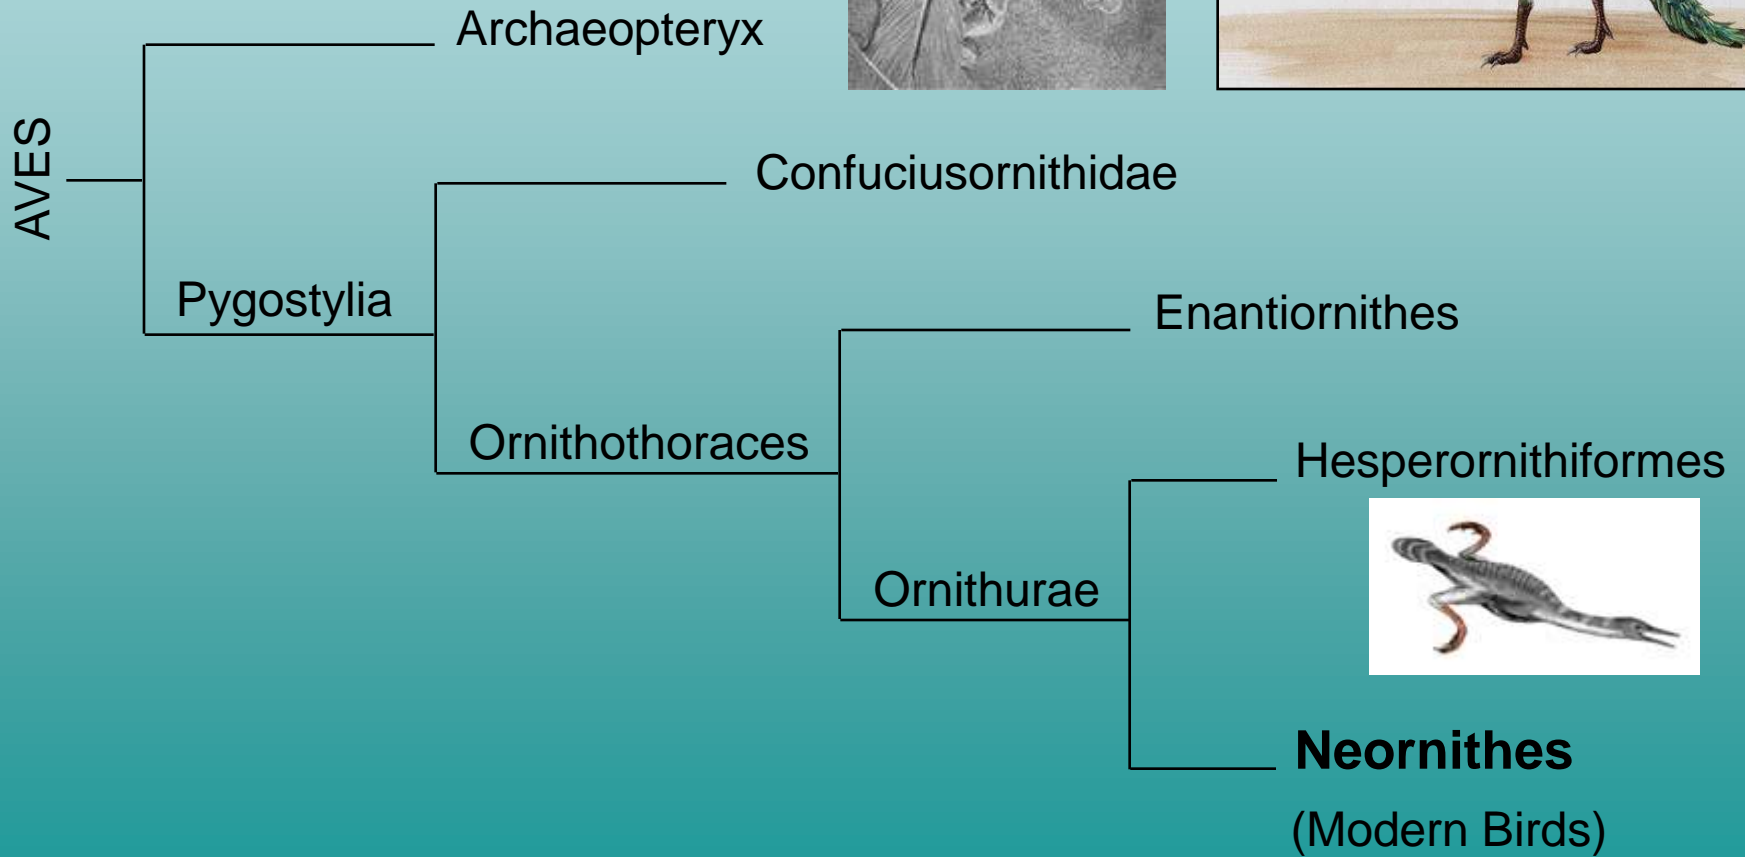 Archaeopteryx
AVES
Confuciusornithidae
Pygostylia
Enantiornithes
Ornithothoraces
Hesperornithiformes
Ornithurae
Neornithes
(Modern Birds)